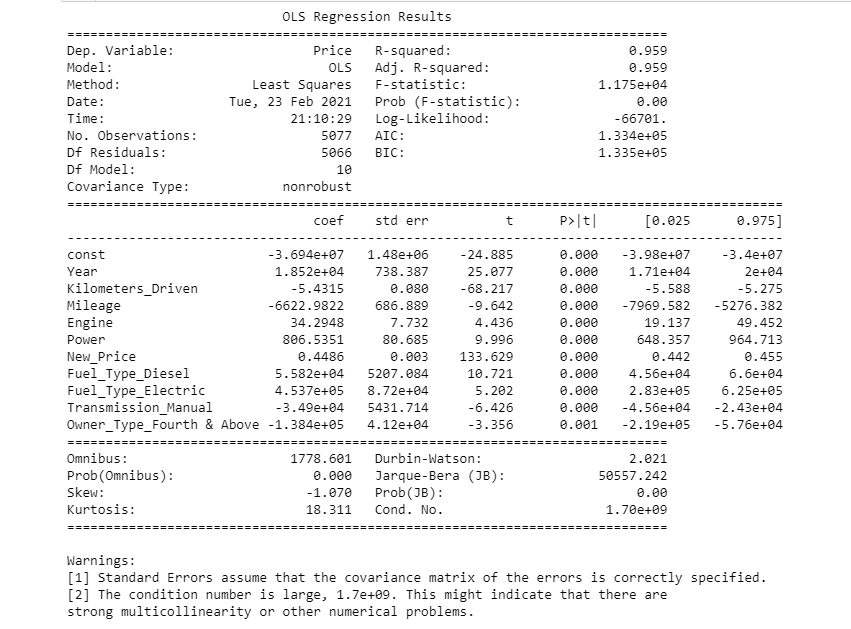 OLS Regression Results
==============================================================================
Dep. Variable: Price R-squared: 0.959
Model: OLS Adj. R-squared: 0.959
Method: Least Squares F-statistic: 1.175e+04
Date: Tue, 23 Feb 2021 Prob (F-statistic): 0.00
Time: 21:10:29 Log-Likelihood: -66701.
No. Observations: 5077 AIC: 1.334e+05
Df Residuals: 5066 BIC: 1.335e+05
Df Model: 10
Covariance Type: nonrobust
=============================================================================================
coef std err t P>|t| [0.025 0.975]
---------------------------------------------------------------------------------------------
const -3.694e+07 1.48e+06 -24.885 0.000 -3.98e+07 -3.4e+07
Year 1.852e+04 738.387 25.077 0.000 1.71e+04 2e+04
Kilometers_Driven -5.4315 0.080 -68.217 0.000 -5.588 -5.275
Mileage -6622.9822 686.889 -9.642 0.000 -7969.582 -5276.382
Engine 34.2948 7.732 4.436 0.000 19.137 49.452
Power 806.5351 80.685 9.996 0.000 648.357 964.713
New_Price 0.4486 0.003 133.629 0.000 0.442 0.455
Fuel_Type_Diesel 5.582e+04 5207.084 10.721 0.000 4.56e+04 6.6e+04
Fuel_Type_Electric 4.537e+05 8.72e+04 5.202 0.000 2.83e+05 6.25e+05
Transmission_Manual -3.49e+04 5431.714 -6.426 0.000 -4.56e+04 -2.43e+04
Owner_Type_Fourth & Above -1.384e+05 4.12e+04 -3.356 0.001 -2.19e+05 -5.76e+04
==============================================================================
Omnibus: 1778.601 Durbin-Watson: 2.021
Prob(Omnibus): 0.000 Jarque-Bera (JB): 50557.242
Skew: -1.070 Prob(JB): 0.00
Kurtosis: 18.311 Cond. No. 1.70e+09
==============================================================================
Warnings:
[1] Standard Errors assume that the covariance matrix of the errors is correctly specified.
[2] The condition number is large, 1.7e+09. This might indicate that there are
strong multicollinearity or other numerical problems.